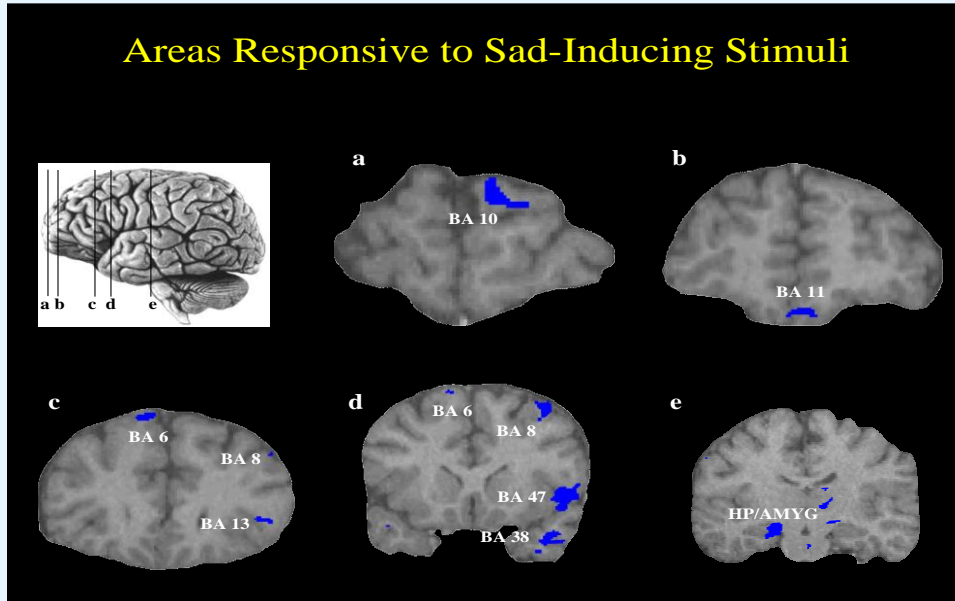 Areas Responsive to Sad-Inducing Stimuli
a
b
BA 10
BA 11
a b c d e
c
d
e
BA 6
BA 8
BA 13
BA 6
BA 8
BA 47
BA 38
HP/AMYG